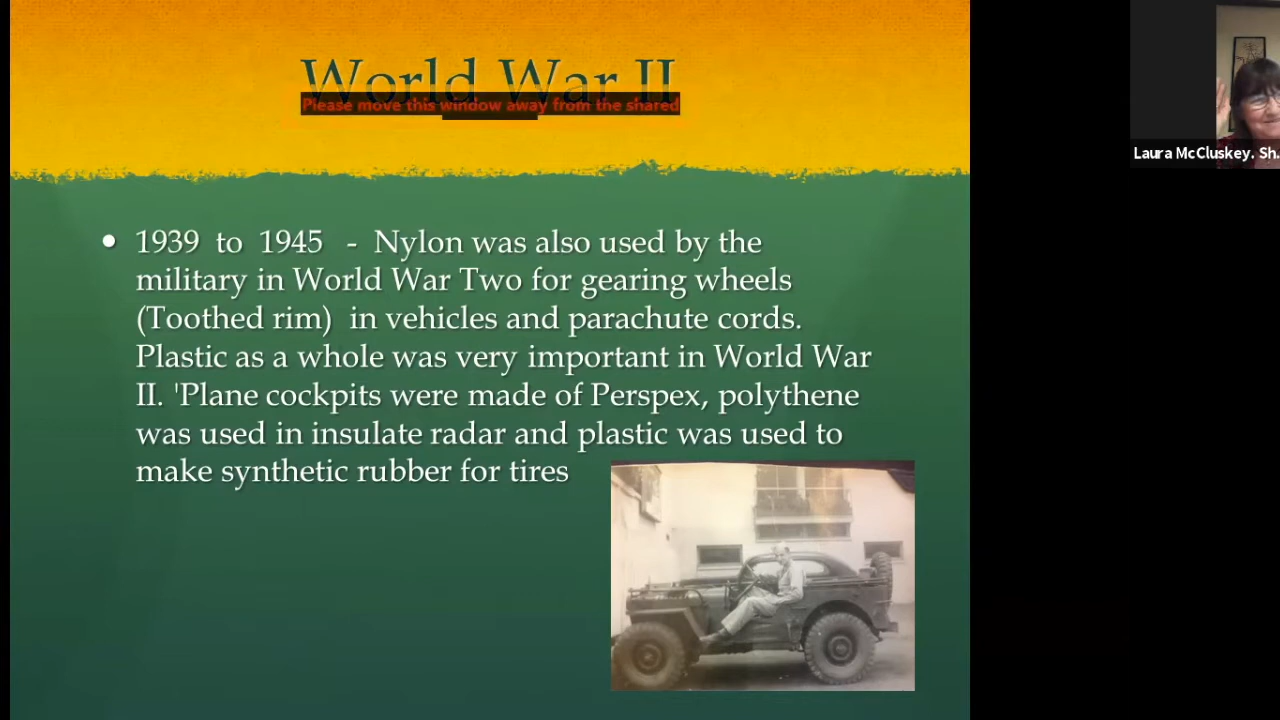 World War II
Please move this window away from the shared
Laura McCluskey. Sh...
• 1939 to 1945 - Nylon was also used by the
military in World War Two for gearing wheels
(Toothed rim) in vehicles and parachute cords.
Plastic as a whole was very important in World War
II. 'Plane cockpits were made of Perspex, polythene
was used in insulate radar and plastic was used to
make synthetic rubber for tires